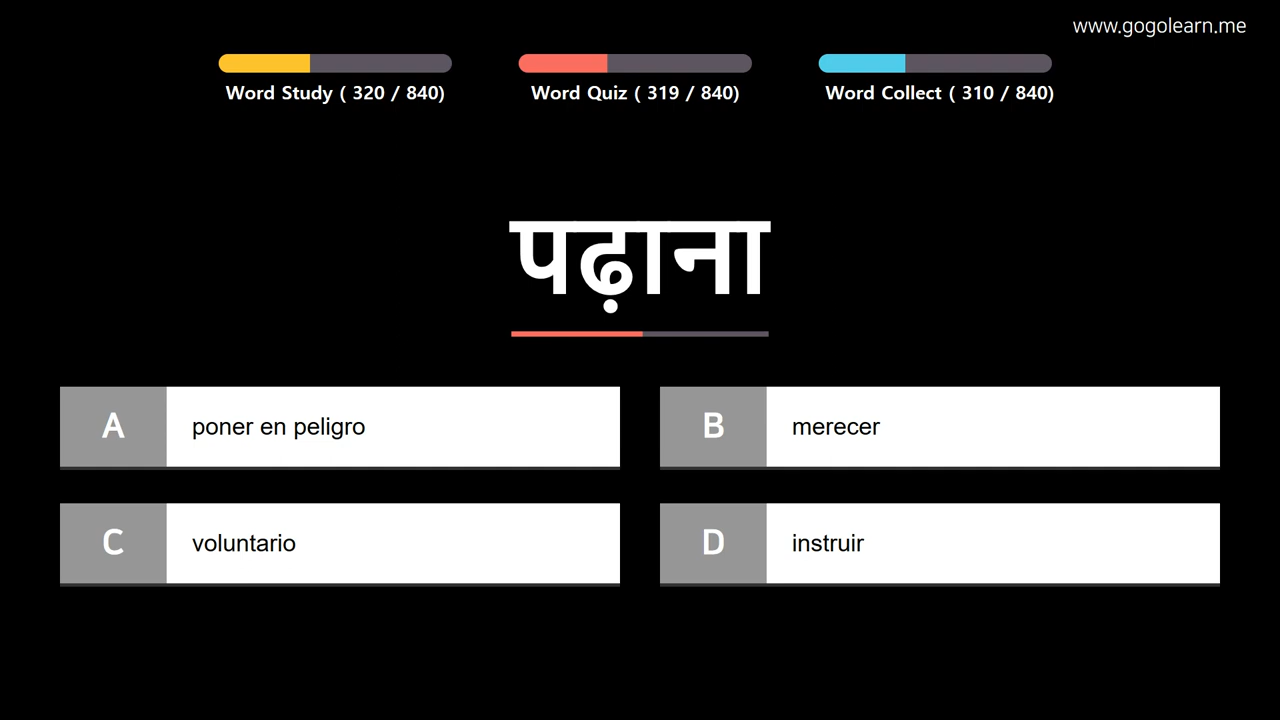 www.gogolearn.me
Word Study ( 320 / 840)
Word Quiz ( 319 / 840)
Word Collect ( 310 / 840)
पढ़ाना
A poner en peligro
B merecer
C voluntario
D instruir